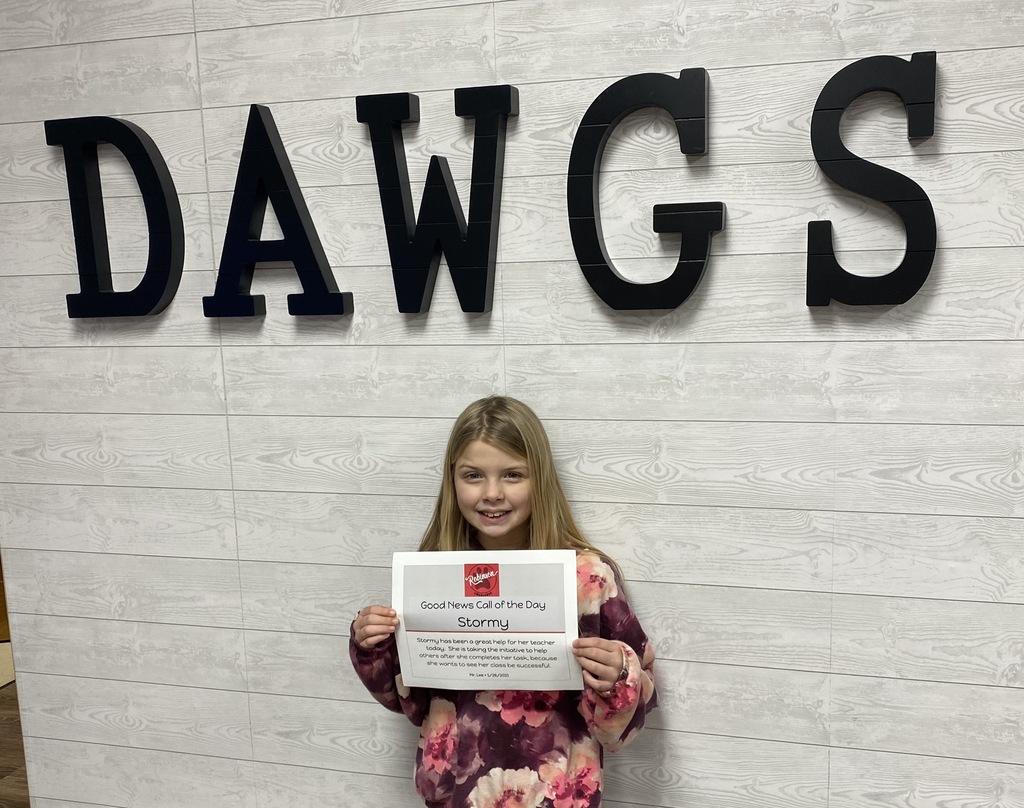 DAWGS
Robinson
Good News Call of the Day
Stormy
Stormy has been a great help for her teacher
today. She is taking the initiative to help
others after she completes her task, because
she wants to see her class be successful.